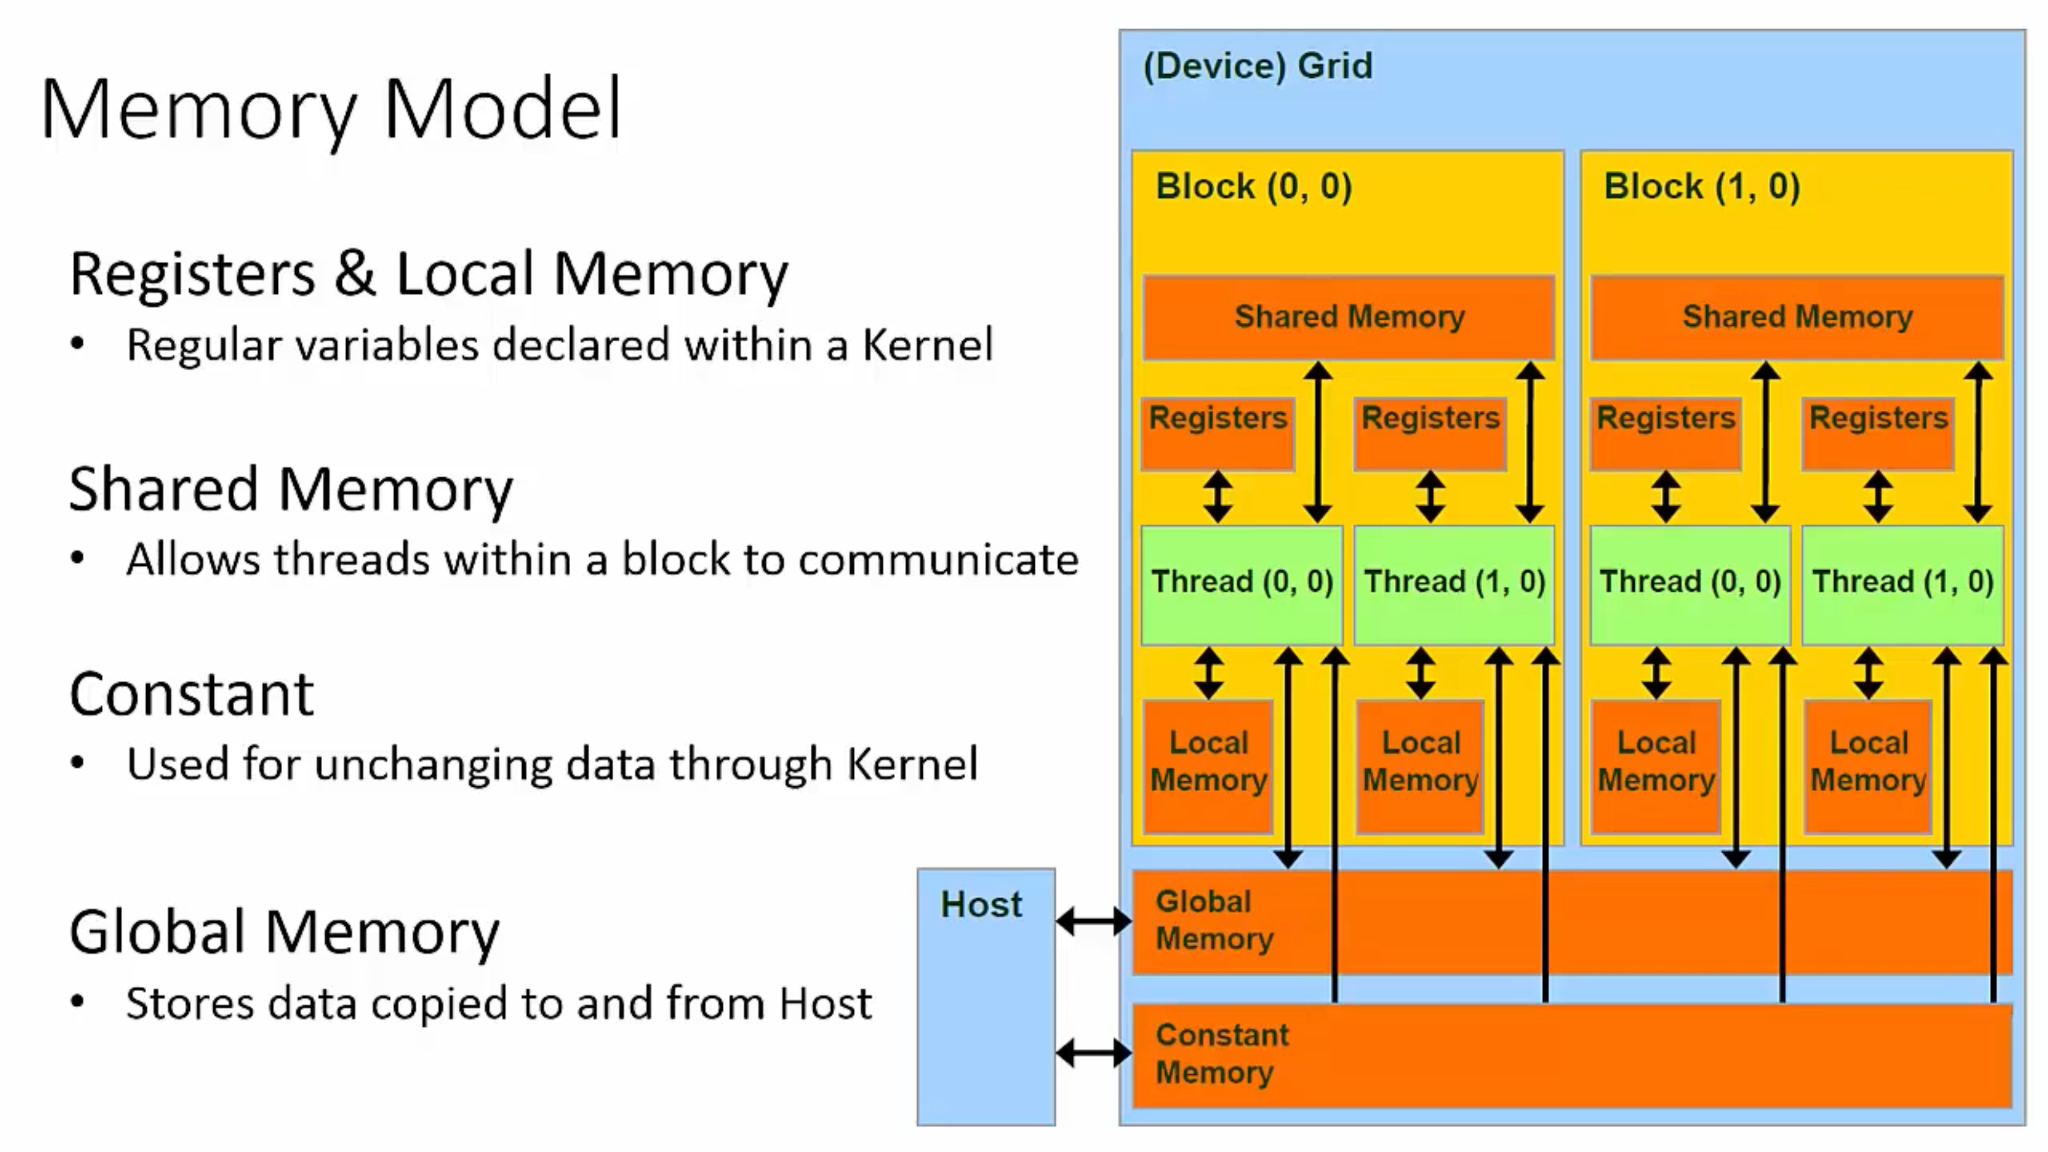 Memory Model
Registers & Local Memory
• Regular variables declared within a Kernel
Shared Memory
• Allows threads within a block to communicate
Constant
• Used for unchanging data through Kernel
Global Memory
• Stores data copied to and from Host
(Device) Grid
Block (0, 0)
Shared Memory
Registers
Registers
Thread (0, 0)
Thread (1, 0)
Local
Memory
Local
Memory
Block (1, 0)
Shared Memory
Registers
Registers
Thread (0, 0)
Thread (1, 0)
Local
Memory
Local
Memory
Host
Global
Memory
Constant
Memory